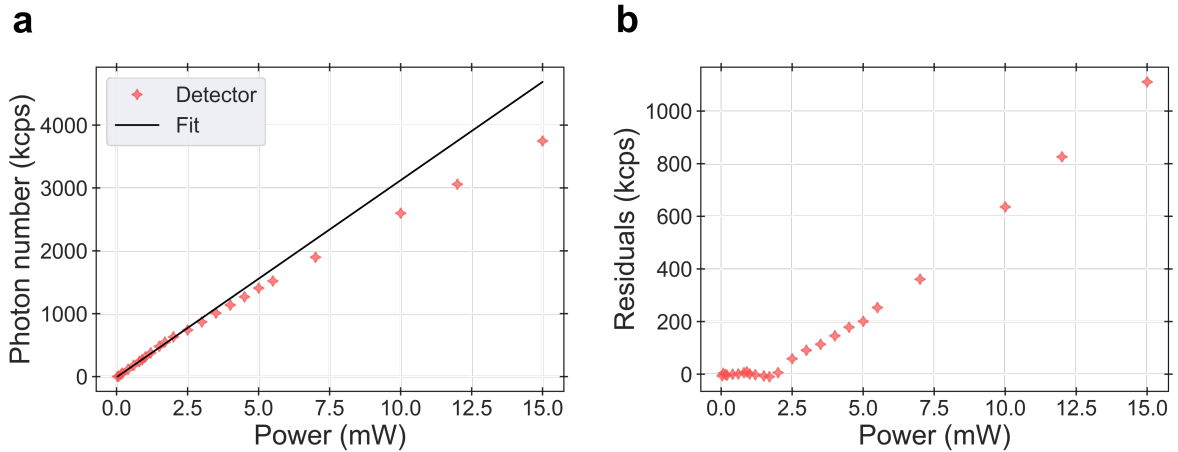 a
Photon number (kcps)
4000
3000
2000
1000
0
Detector
Fit
0.0 2.5 5.0 7.5 10.0 12.5 15.0
Power (mW)
b
Residuals (kcps)
1000
800
600
400
200
0
0.0 2.5 5.0 7.5 10.0 12.5 15.0
Power (mW)